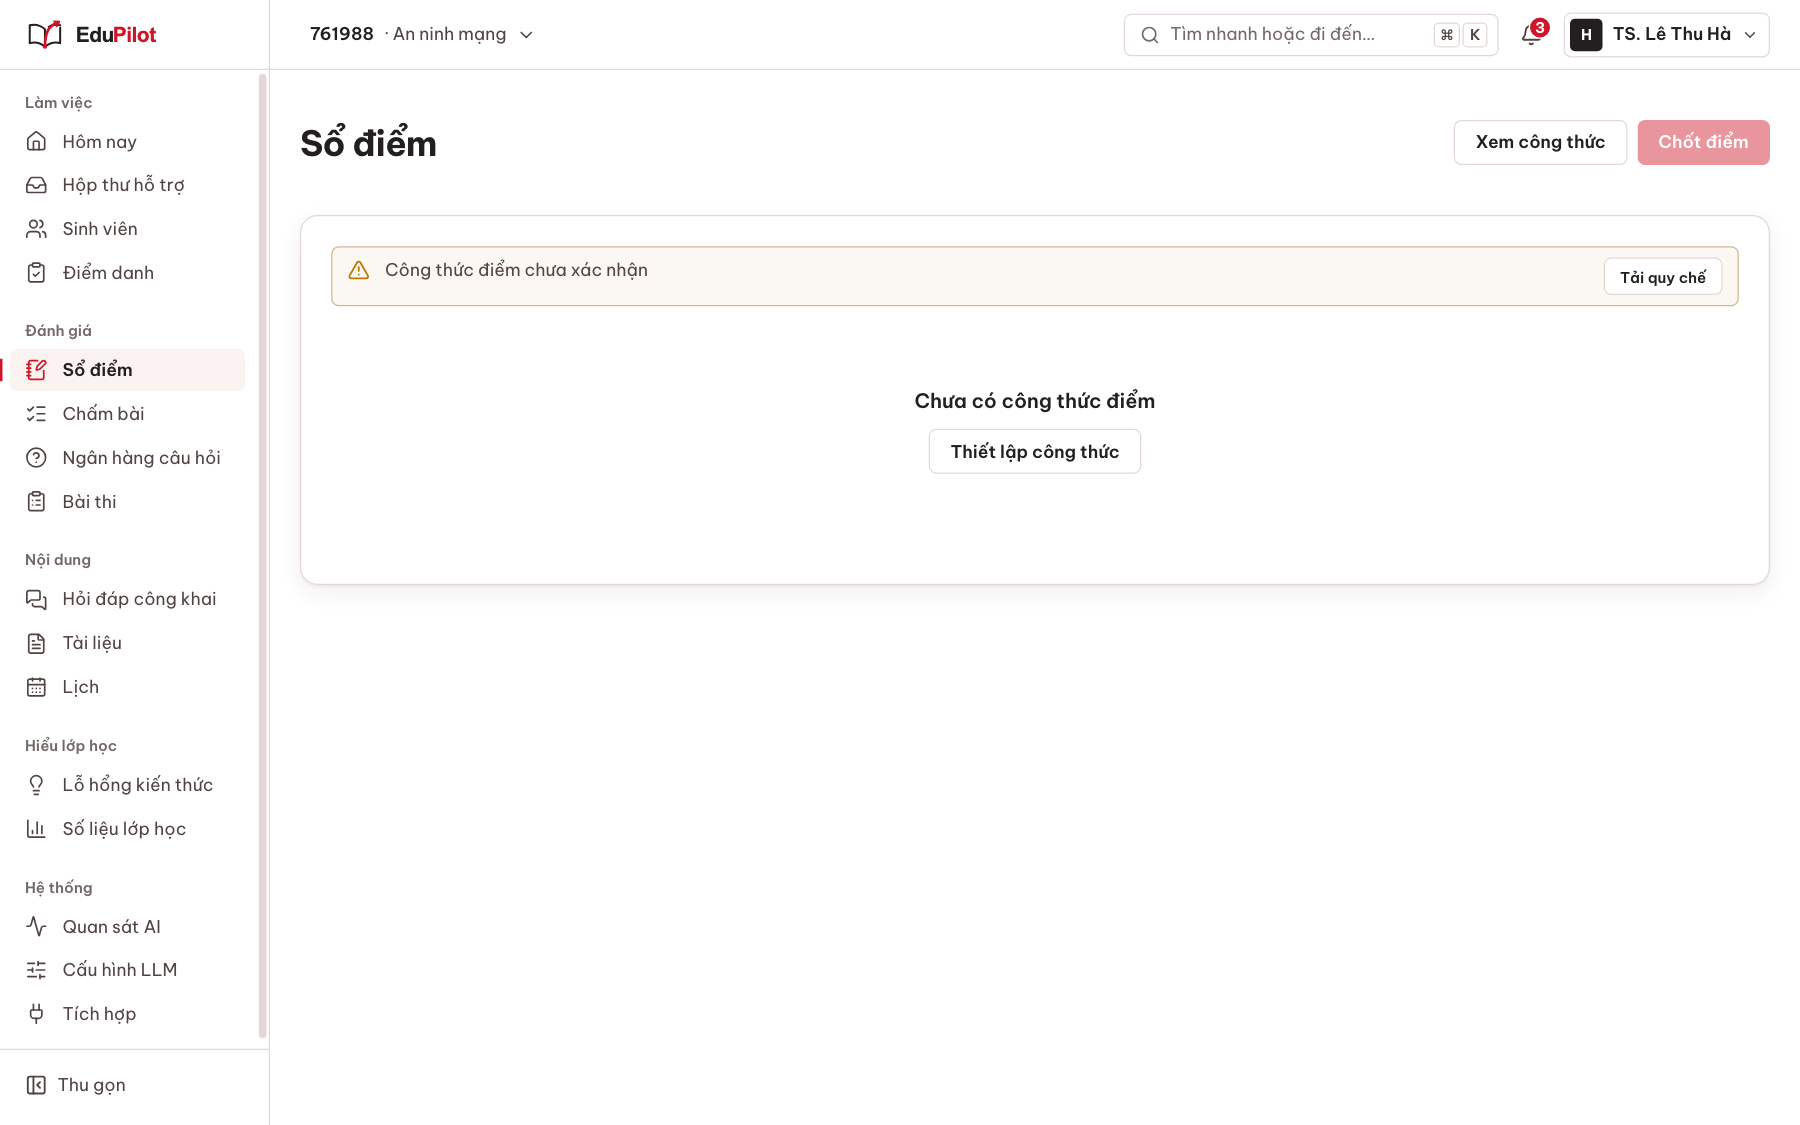 EduPilot
761988 · An ninh mạng
Tìm nhanh hoặc đi đến...
⌘ K
3
H
TS. Lê Thu Hà
Làm việc
Hôm nay
Hộp thư hỗ trợ
Sinh viên
Điểm danh
Đánh giá
Sổ điểm
Chấm bài
Ngân hàng câu hỏi
Bài thi
Nội dung
Hỏi đáp công khai
Tài liệu
Lịch
Hiểu lớp học
Lỗ hổng kiến thức
Số liệu lớp học
Hệ thống
Quan sát AI
Cấu hình LLM
Tích hợp
Thu gọn
Sổ điểm
Xem công thức
Chốt điểm
Công thức điểm chưa xác nhận
Tải quy chế
Chưa có công thức điểm
Thiết lập công thức